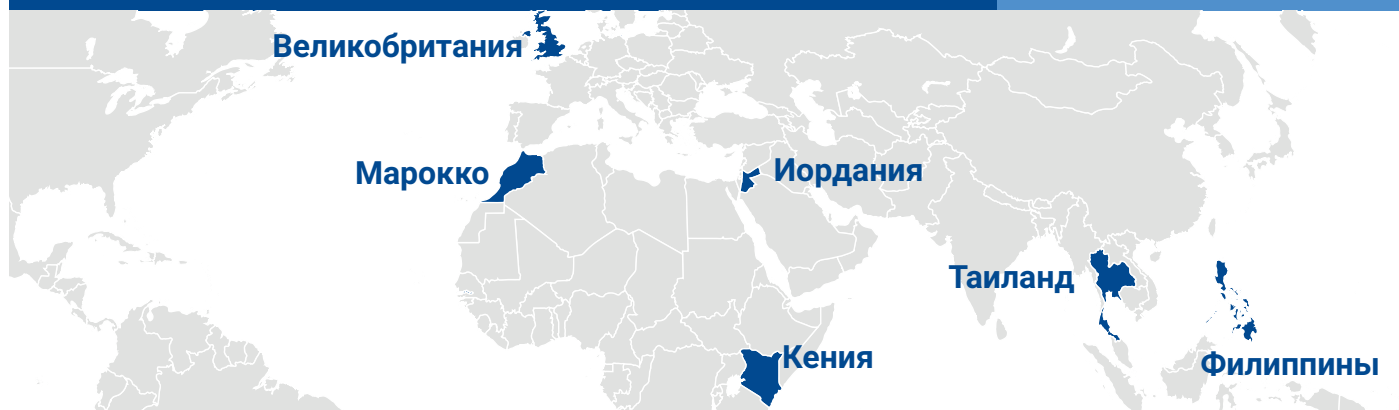 Великобритания
Марокко
Иордания
Таиланд
Кения
Филиппины